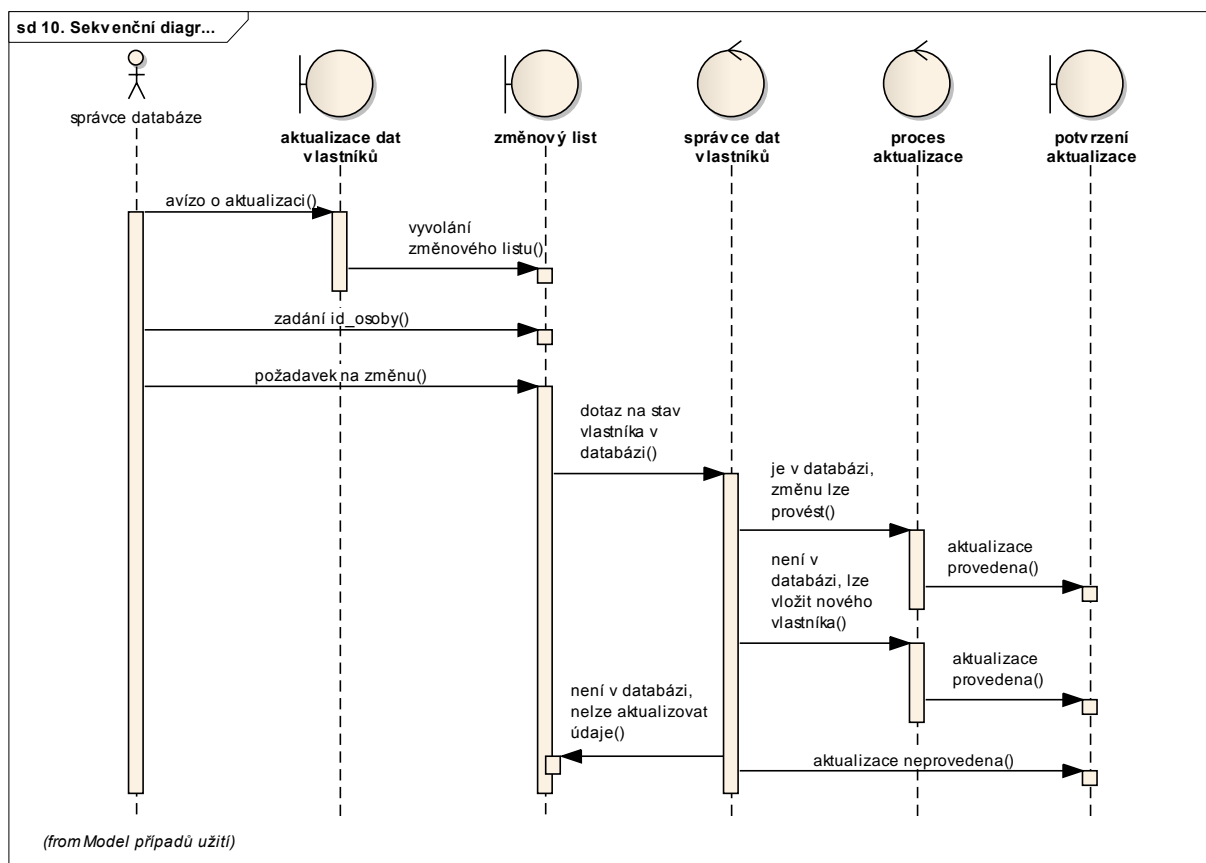 sd 10. Sekvenční diagr...
správce databáze
aktualizace dat
vlastníků
změnový list
správce dat
vlastníků
proces
aktualizace
potvrzení
aktualizace
avízo o aktualizaci()
vyvolání
změnového listu()
zadání id_osoby()
požadavek na změnu()
dotaz na stav
vlastníka v
databázi()
je v databázi,
změnu lze
provést()
aktualizace
provedena()
není v
databázi, lze
vložit nového
vlastníka()
aktualizace
provedena()
není v databázi,
nelze aktualizovat
údaje()
aktualizace neprovedena()
(from Model případů užití)